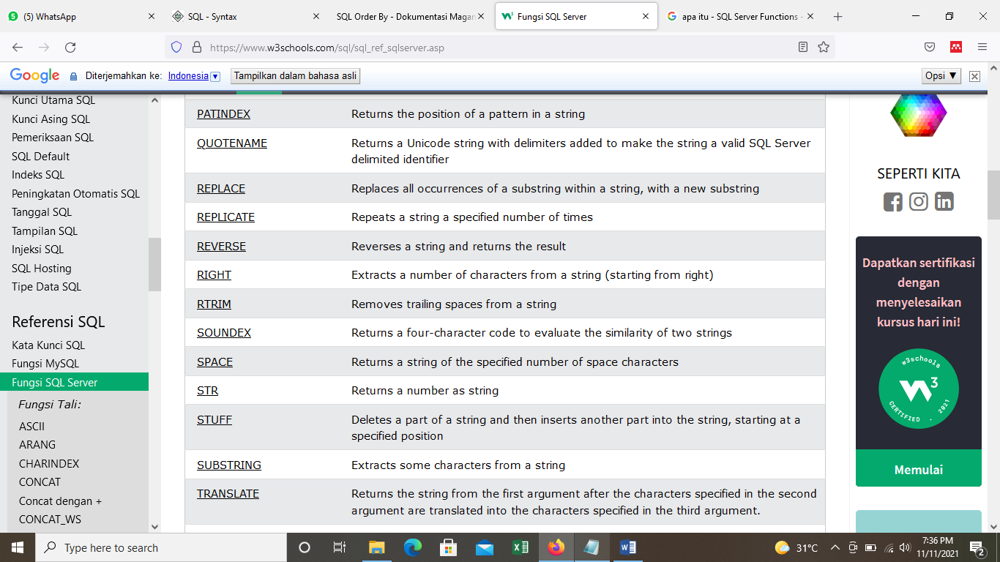 (5) WhatsApp
SQL - Syntax
SQL Order By - Dokumentasi Magan
Fungsi SQL Server
apa itu - SQL Server Functions -
https://www.w3schools.com/sql/sql_ref_sqlserver.asp
Google
Diterjemahkan ke: Indonesia
Tampilkan dalam bahasa asli
Opsi ▼
Kunci Utama SQL
Kunci Asing SQL
Pemeriksaan SQL
SQL Default
Indeks SQL
Peningkatan Otomatis SQL
Tanggal SQL
Tampilan SQL
Injeksi SQL
SQL Hosting
Tipe Data SQL
Referensi SQL
Kata Kunci SQL
Fungsi MySQL
Fungsi SQL Server
Fungsi Tali:
ASCII
ARANG
CHARINDEX
CONCAT
Concat dengan +
CONCAT_WS
PATINDEX Returns the position of a pattern in a string
QUOTENAME Returns a Unicode string with delimiters added to make the string a valid SQL Server
delimited identifier
REPLACE Replaces all occurrences of a substring within a string, with a new substring
REPLICATE Repeats a string a specified number of times
REVERSE Reverses a string and returns the result
RIGHT Extracts a number of characters from a string (starting from right)
RTRIM Removes trailing spaces from a string
SOUNDEX Returns a four-character code to evaluate the similarity of two strings
SPACE Returns a string of the specified number of space characters
STR Returns a number as string
STUFF Deletes a part of a string and then inserts another part into the string, starting at a
specified position
SUBSTRING Extracts some characters from a string
TRANSLATE Returns the string from the first argument after the characters specified in the second
argument are translated into the characters specified in the third argument.
SEPERTI KITA
Dapatkan sertifikasi
dengan
menyelesaikan
kursus hari ini!
w3schools
W3
CERTIFIED . 2021
Memulai
Type here to search
31°C
7:36 PM
11/11/2021
2